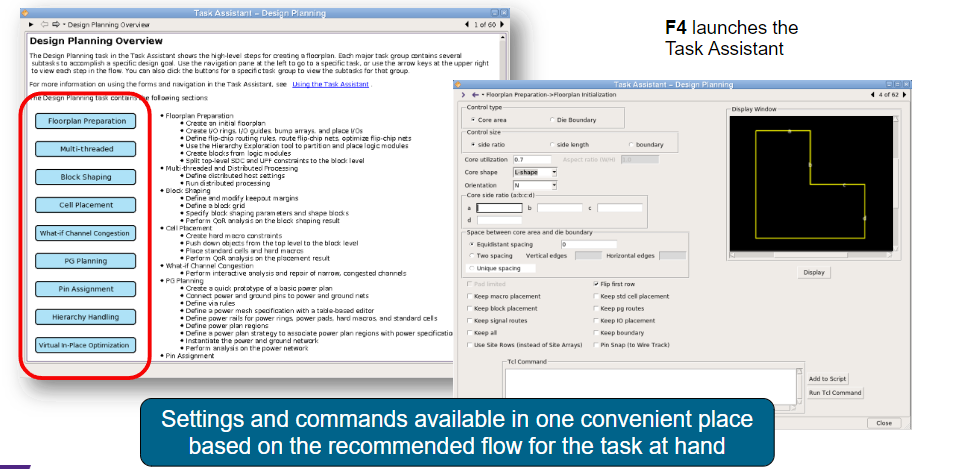 Task Assistant – Design Planning
Design Planning Overview
1 of 60
Design Planning Overview
The Design Planning task in the Task Assistant shows the high-level steps for creating a floorplan. Each major task group contains several
subtasks to accomplish a specific design goal. Use the navigation pane at the left to go to a specific task, or use the arrow keys at the upper right
to view each step in the flow. You can also click the buttons for a specific task group to view the subtasks for that group.
For more information on using the forms and navigation in the Task Assistant, see Using the Task Assistant .
The Design Planning task contains the following sections
Floorplan Preparation
Multi-threaded
Block Shaping
Cell Placement
What-if Channel Congestion
PG Planning
Pin Assignment
Hierarchy Handling
Virtual In-Place Optimization
Floorplan Preparation
Create an initial floorplan
Create I/O rings, I/O guides, bump arrays, and place I/Os
Define flip-chip routing rules, route flip-chip nets, optimize flip-chip nets
Use the Hierarchy Exploration tool to partition and place logic modules
Create blocks from logic modules
Split top-level SDC and UPF constraints to the block level
Multi-threaded and Distributed Processing
Define distributed host settings
Run distributed processing
Block Shaping
Define and modify keepout margins
Define a block grid
Specify block shaping parameters and shape blocks
Perform QoR analysis on the block shaping result
Cell Placement
Create hard macro constraints
Push down objects from the top level to the block level
Place standard cells and hard macros
Perform QoR analysis on the placement result
What-if Channel Congestion
Perform interactive analysis and repair of narrow, congested channels
PG Planning
Create a quick prototype of a basic power plan
Connect power and ground pins to power and ground nets
Define via rules
Define a power mesh specification with a table-based editor
Define power rails for power rings, power pads, hard macros, and standard cells
Define power plan regions
Define a power plan strategy to associate power plan regions with power specificatio
Instantiate the power and ground network
Perform analysis on the power network
Pin Assignment
F4 launches the
Task Assistant
Task Assistant – Design Planning
Floorplan Preparation->Floorplan Initialization
4 of 62
Control type
Core area
Die Boundary
Control size
side ratio
side length
boundary
Core utilization 0.7
Aspect ratio (W/H)
Core shape L-shape
Orientation N
Core side ratio (a:b:c:d)
a
b
c
d
Space between core area and die boundary
Equidistant spacing 0
Two spacing Vertical edges Horizontal edges
Unique spacing
Pad limited
Flip first row
Keep macro placement
Keep std cell placement
Keep block placement
Keep pg routes
Keep signal routes
Keep IO placement
Keep all
Keep boundary
Use Site Rows (instead of Site Arrays)
Pin Snap (to Wire Track)
Display Window
Display
Tcl Command
Add to Script
Run Tcl Command
Close
Settings and commands available in one convenient place
based on the recommended flow for the task at hand